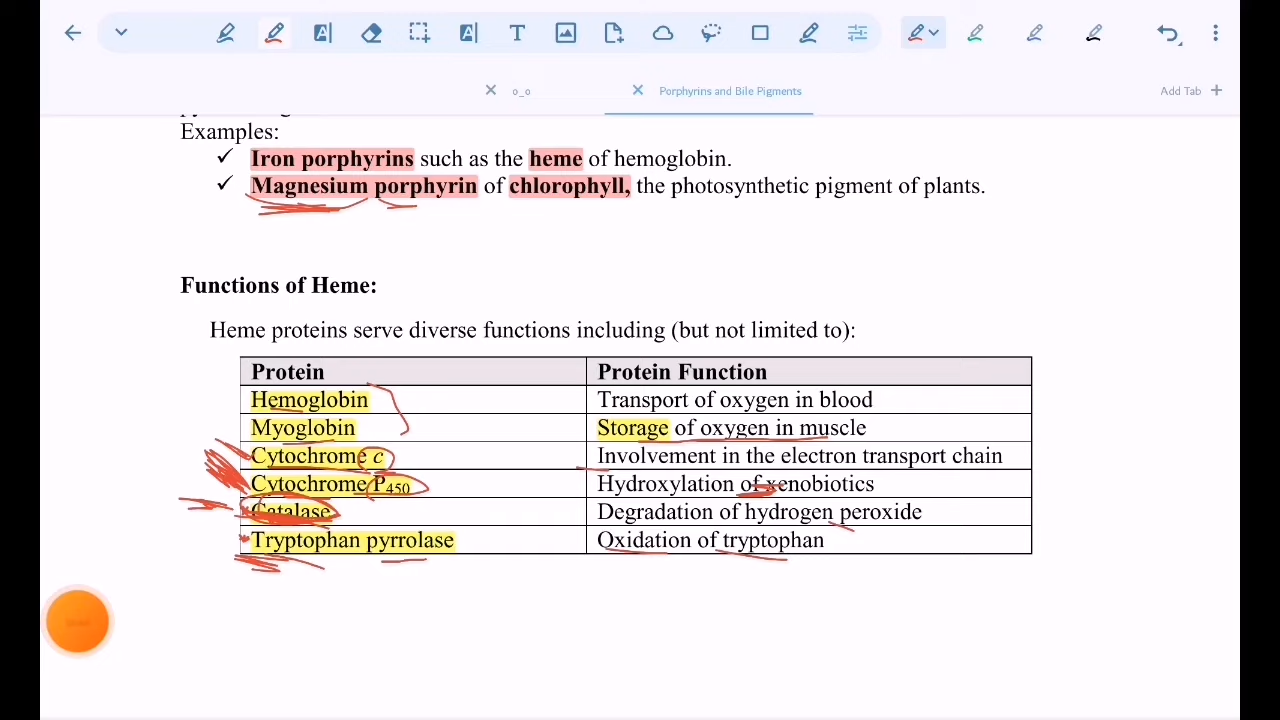 o_o
Porphyrins and Bile Pigments
Add Tab
Examples:
✓ Iron porphyrins such as the heme of hemoglobin.
✓ Magnesium porphyrin of chlorophyll, the photosynthetic pigment of plants.
Functions of Heme:
Heme proteins serve diverse functions including (but not limited to):
Protein Protein Function
Hemoglobin Transport of oxygen in blood
Myoglobin Storage of oxygen in muscle
Cytochrome c Involvement in the electron transport chain
Cytochrome P450 Hydroxylation of xenobiotics
Catalase Degradation of hydrogen peroxide
Tryptophan pyrrolase Oxidation of tryptophan